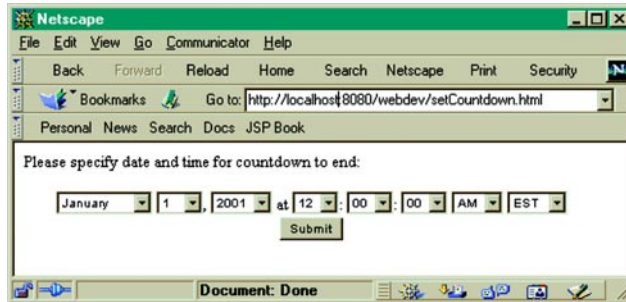 Netscape
File Edit View Go Communicator Help
Back Forward Reload Home Search Netscape Print Security
Bookmarks Go to: http://localhost:8080/webdev/setCountdown.html
Personal News Search Docs JSP Book
Please specify date and time for countdown to end:
January 1 , 2001 at 12 : 00 : 00 AM EST
Submit
Document: Done